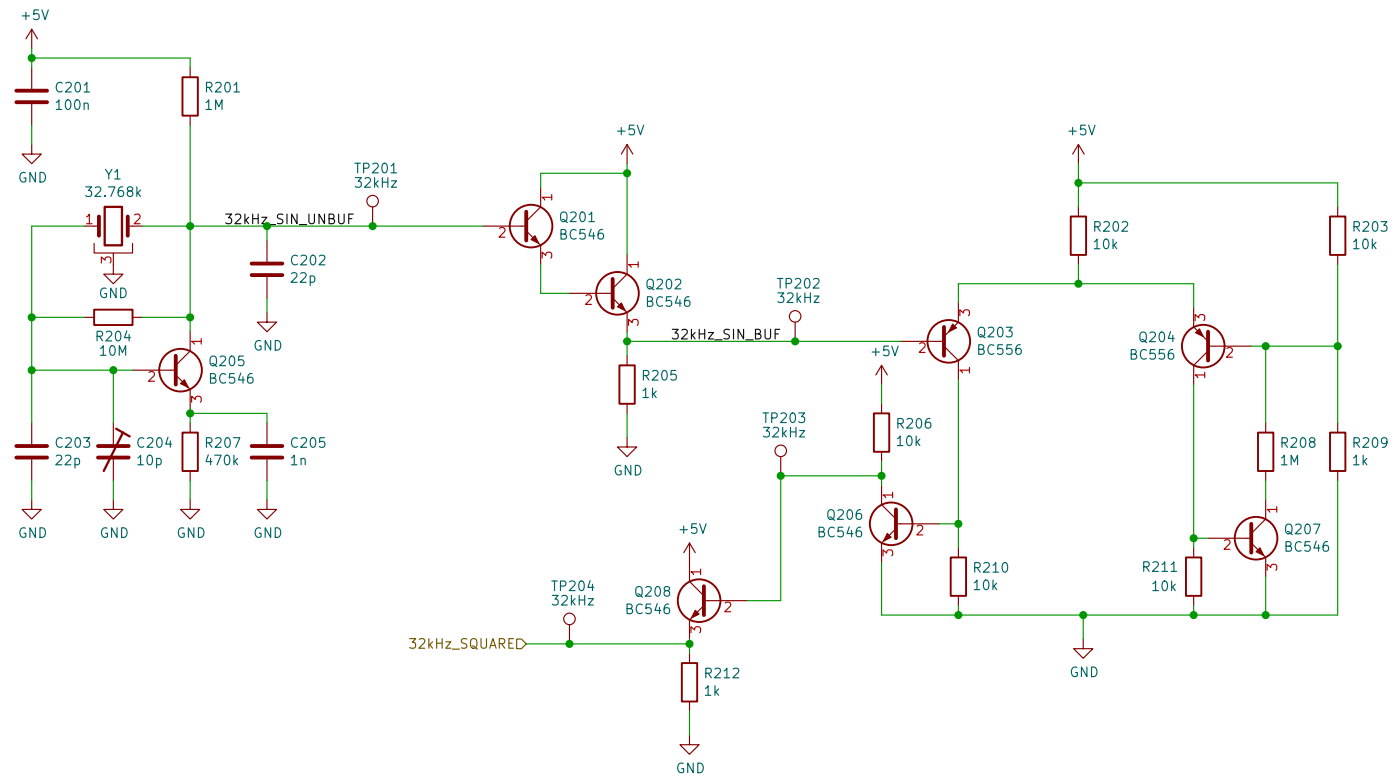 +5V
C201
100n
GND
R201
1M
Y1
32.768k
1
2
3
GND
32kHz_SIN_UNBUF
TP201
32kHz
C202
22p
GND
R204
10M
1
2
3
Q205
BC546
C203
22p
GND
C204
10p
GND
R207
470k
GND
C205
1n
GND
+5V
1
2
3
Q201
BC546
1
2
3
Q202
BC546
32kHz_SIN_BUF
TP202
32kHz
R205
1k
GND
+5V
R202
10k
R203
10k
3
2
1
Q203
BC556
3
2
1
Q204
BC556
+5V
R206
10k
TP203
32kHz
1
2
3
Q206
BC546
R208
1M
R209
1k
1
2
3
Q207
BC546
R210
10k
R211
10k
GND
+5V
1
2
3
Q208
BC546
TP204
32kHz
32kHz_SQUARE
R212
1k
GND